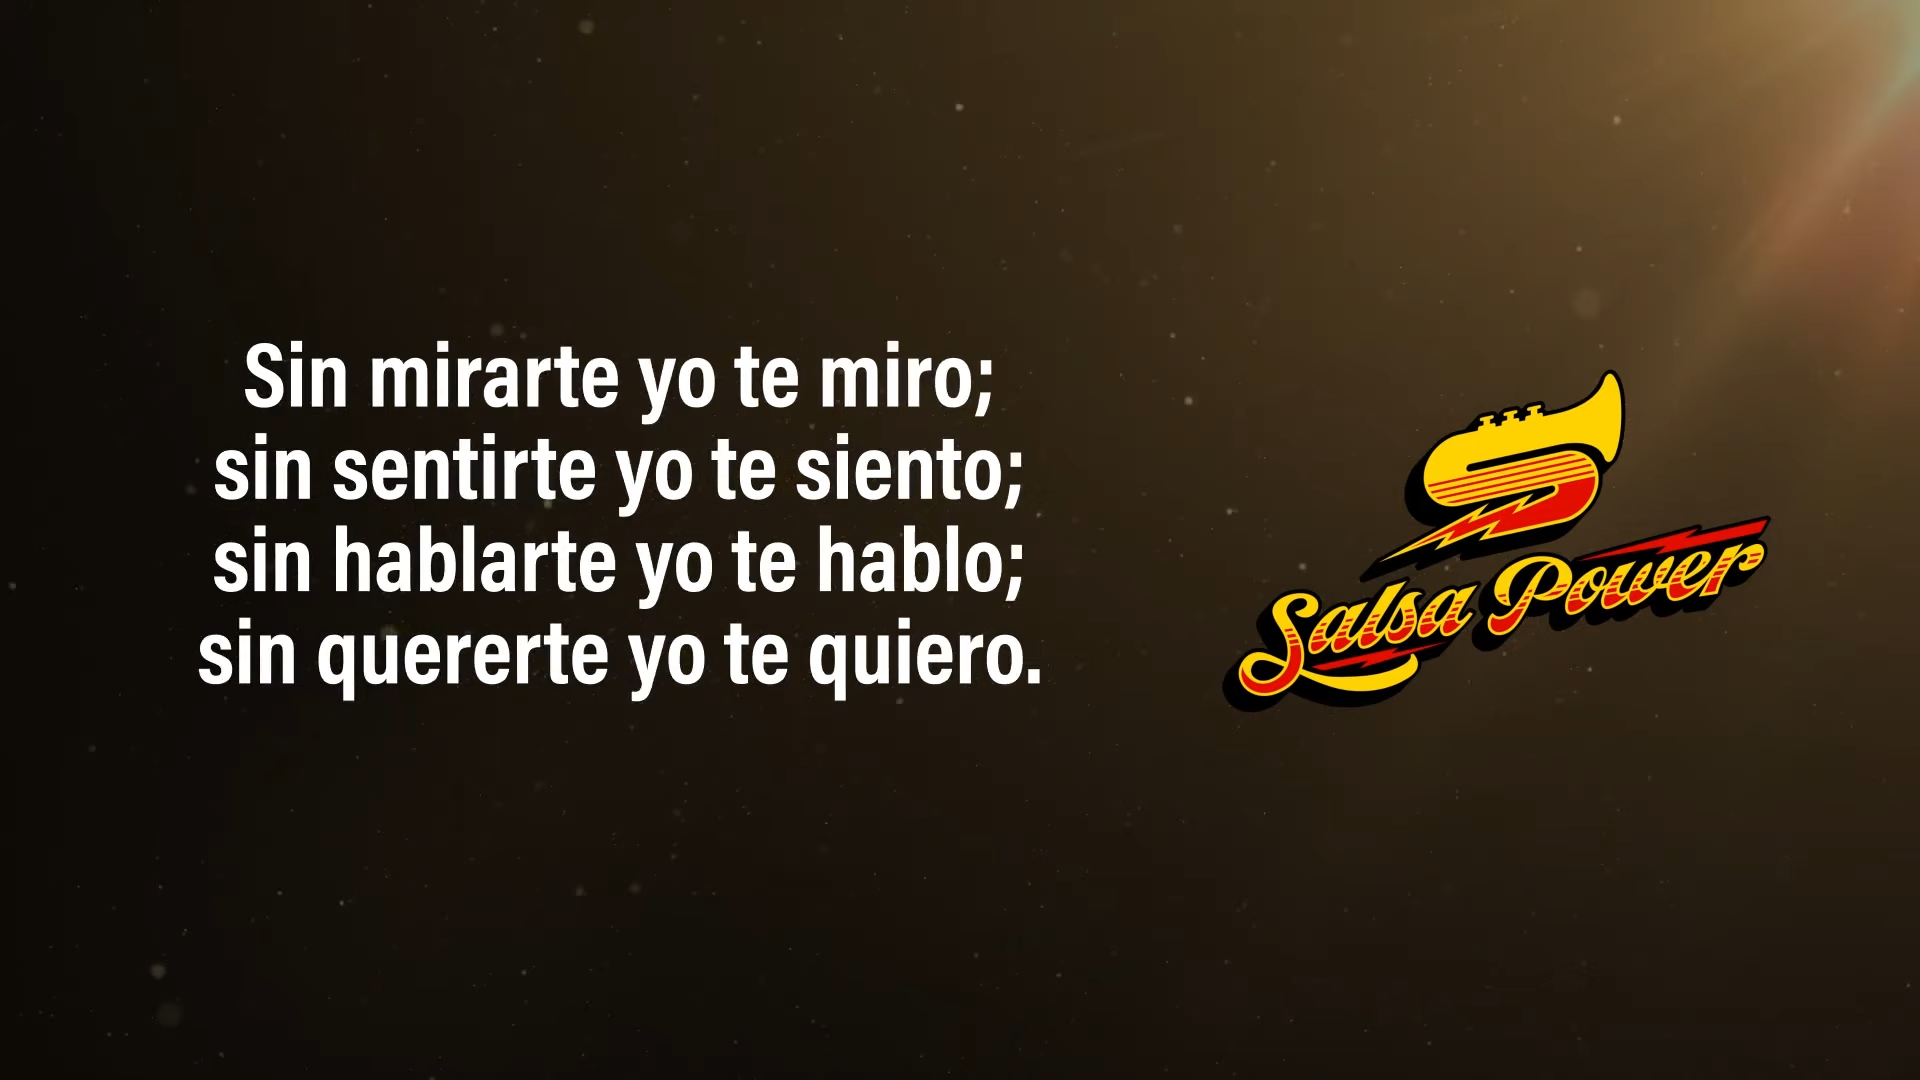 Sin mirarte yo te miro;
sin sentirte yo te siento;
sin hablarte yo te hablo;
sin quererte yo te quiero.
Salsa Power